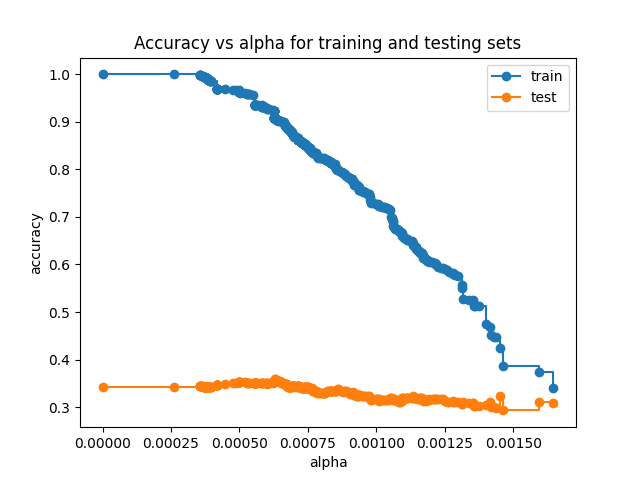 Accuracy vs alpha for training and testing sets
train
test
1.0
0.9
0.8
0.7
0.6
0.5
0.4
0.3
accuracy
0.00000 0.00025 0.00050 0.00075 0.00100 0.00125 0.00150
alpha